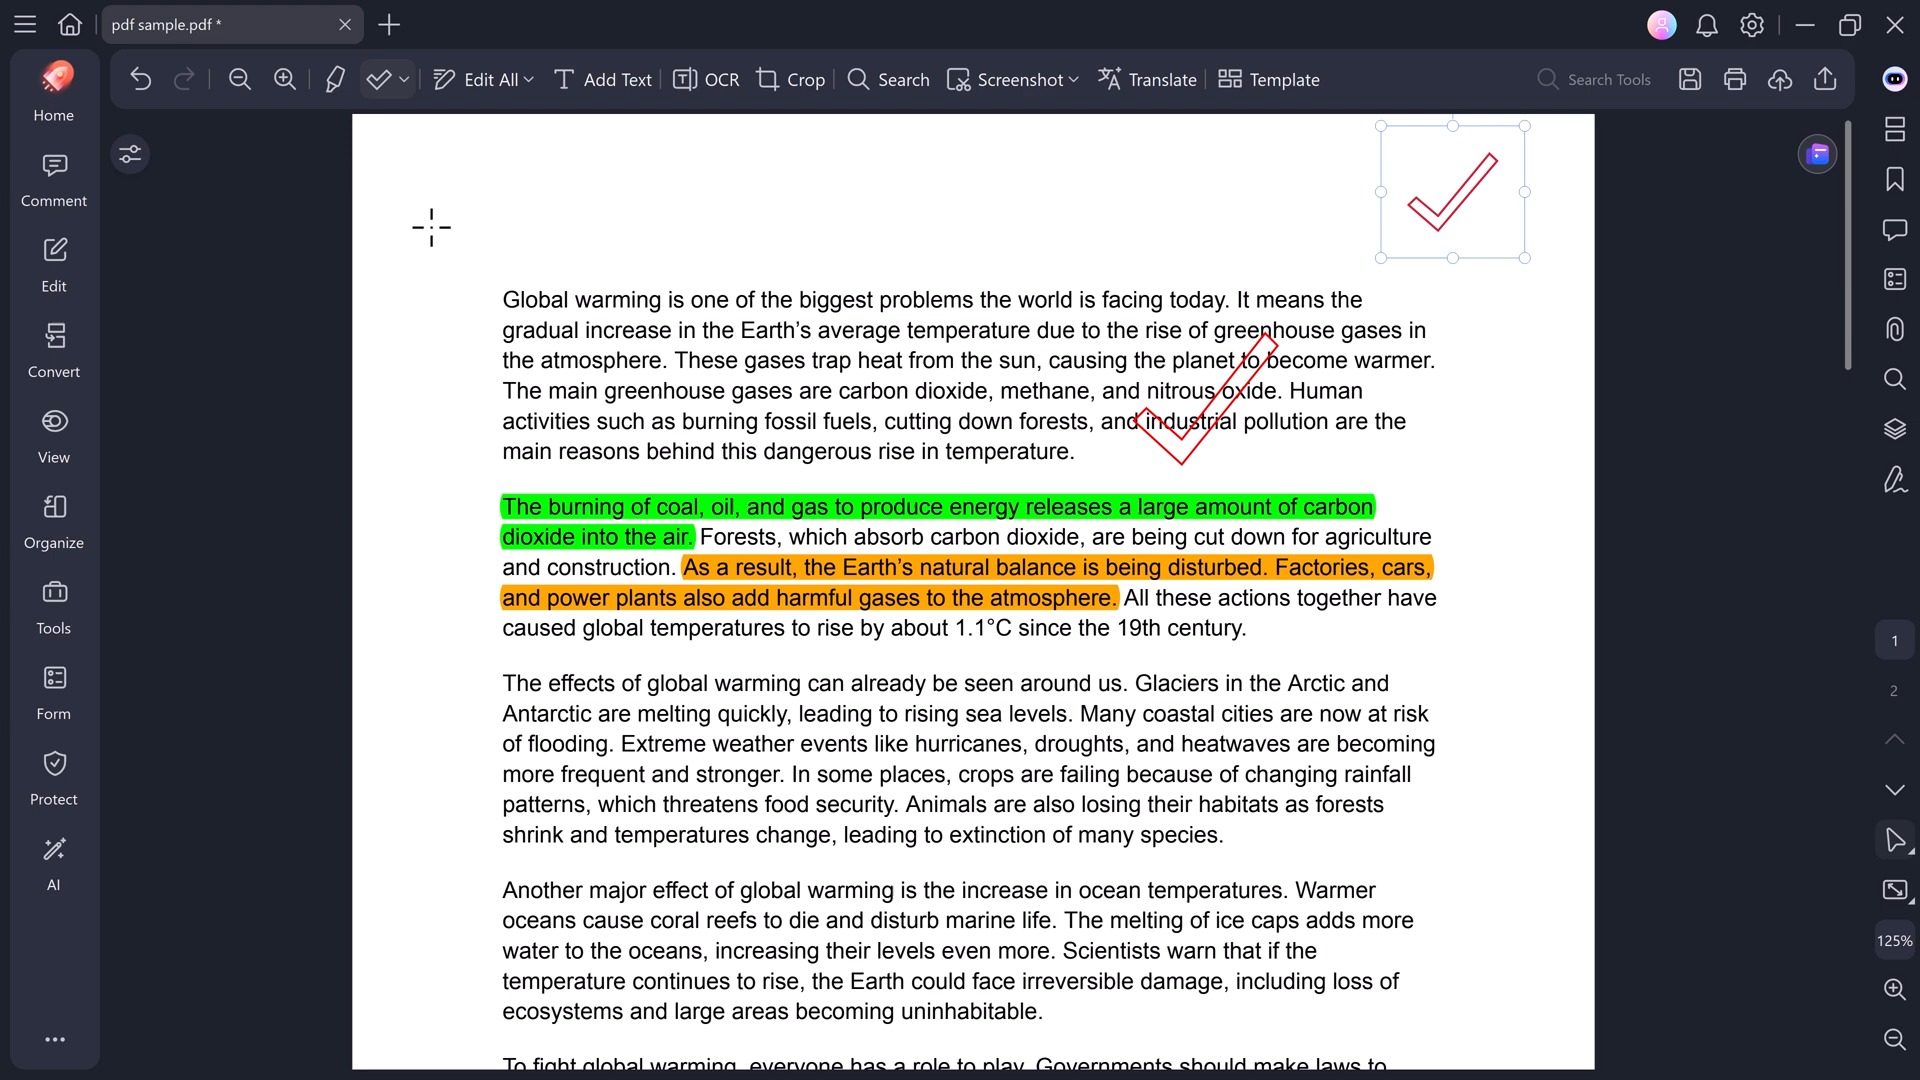 pdf sample.pdf *
Edit All
Add Text
OCR
Crop
Search
Screenshot
Translate
Template
Search Tools
Home
Comment
Edit
Convert
View
Organize
Tools
Form
Protect
AI
Global warming is one of the biggest problems the world is facing today. It means the
gradual increase in the Earth’s average temperature due to the rise of greenhouse gases in
the atmosphere. These gases trap heat from the sun, causing the planet to become warmer.
The main greenhouse gases are carbon dioxide, methane, and nitrous oxide. Human
activities such as burning fossil fuels, cutting down forests, and industrial pollution are the
main reasons behind this dangerous rise in temperature.
The burning of coal, oil, and gas to produce energy releases a large amount of carbon
dioxide into the air. Forests, which absorb carbon dioxide, are being cut down for agriculture
and construction. As a result, the Earth’s natural balance is being disturbed. Factories, cars,
and power plants also add harmful gases to the atmosphere. All these actions together have
caused global temperatures to rise by about 1.1°C since the 19th century.
The effects of global warming can already be seen around us. Glaciers in the Arctic and
Antarctic are melting quickly, leading to rising sea levels. Many coastal cities are now at risk
of flooding. Extreme weather events like hurricanes, droughts, and heatwaves are becoming
more frequent and stronger. In some places, crops are failing because of changing rainfall
patterns, which threatens food security. Animals are also losing their habitats as forests
shrink and temperatures change, leading to extinction of many species.
Another major effect of global warming is the increase in ocean temperatures. Warmer
oceans cause coral reefs to die and disturb marine life. The melting of ice caps adds more
water to the oceans, increasing their levels even more. Scientists warn that if the
temperature continues to rise, the Earth could face irreversible damage, including loss of
ecosystems and large areas becoming uninhabitable.
To fight global warming, everyone has a role to play. Governments should make laws to
1
2
125%